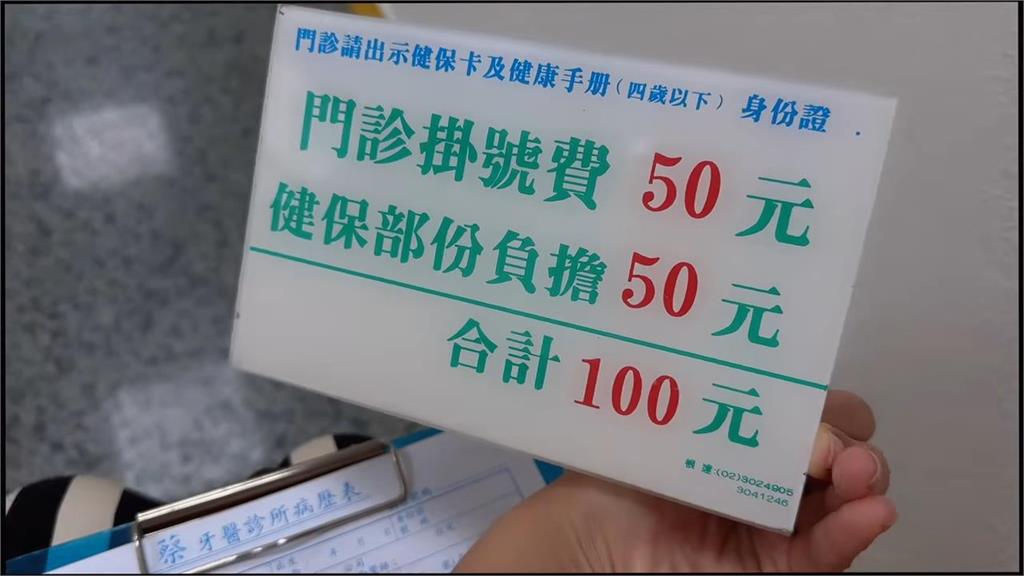 門診請出示健保卡及健康手册(四歲以下) 身份證.
門診掛號費 50 元
健保部份負擔 50 元
合計 100 元
(02)3024905
3041246
蔡 牙醫診所病歷表